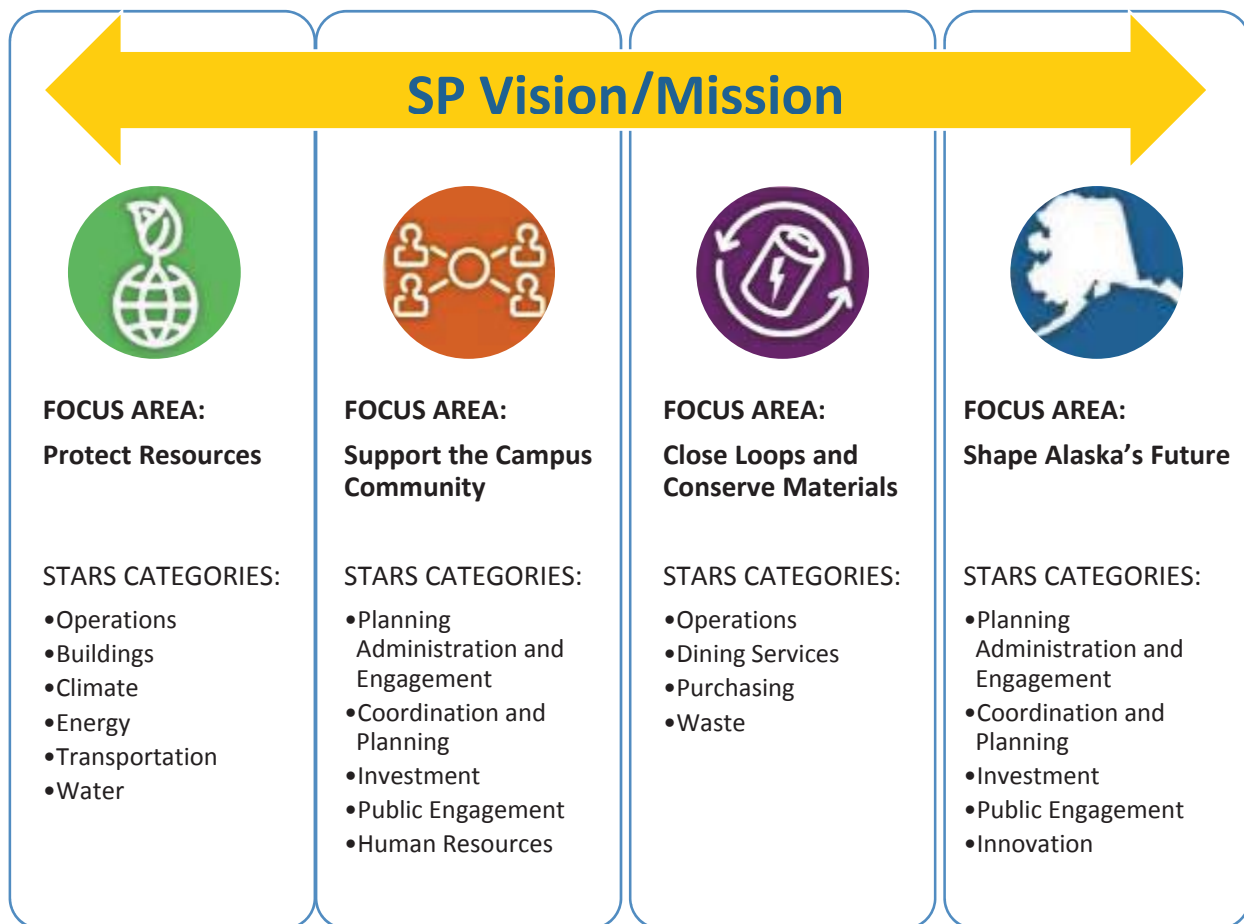 SP Vision/Mission
FOCUS AREA:
Protect Resources
STARS CATEGORIES:
•Operations
•Buildings
•Climate
•Energy
•Transportation
•Water
FOCUS AREA:
Support the Campus
Community
STARS CATEGORIES:
•Planning
Administration and
Engagement
•Coordination and
Planning
•Investment
•Public Engagement
•Human Resources
FOCUS AREA:
Close Loops and
Conserve Materials
STARS CATEGORIES:
•Operations
•Dining Services
•Purchasing
•Waste
FOCUS AREA:
Shape Alaska’s Future
STARS CATEGORIES:
•Planning
Administration and
Engagement
•Coordination and
Planning
•Investment
•Public Engagement
•Innovation